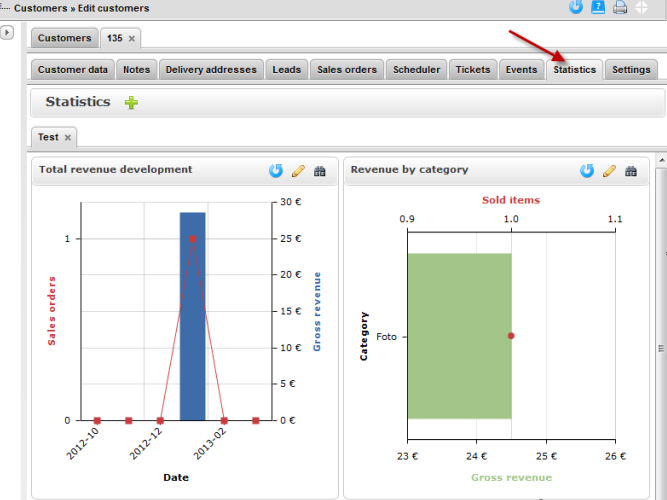 Customers » Edit customers
Customers 135 ×
Customer data Notes Delivery addresses Leads Sales orders Scheduler Tickets Events Statistics Settings
Statistics
Test ×
Total revenue development
30 €
25 €
20 €
15 €
10 €
5 €
0 €
1
0
Sales orders
Gross revenue
2012-10
2012-12
2013-02
Date
Revenue by category
Sold items
0.9 1.0 1.1
Category
Foto
23 € 24 € 25 € 26 €
Gross revenue